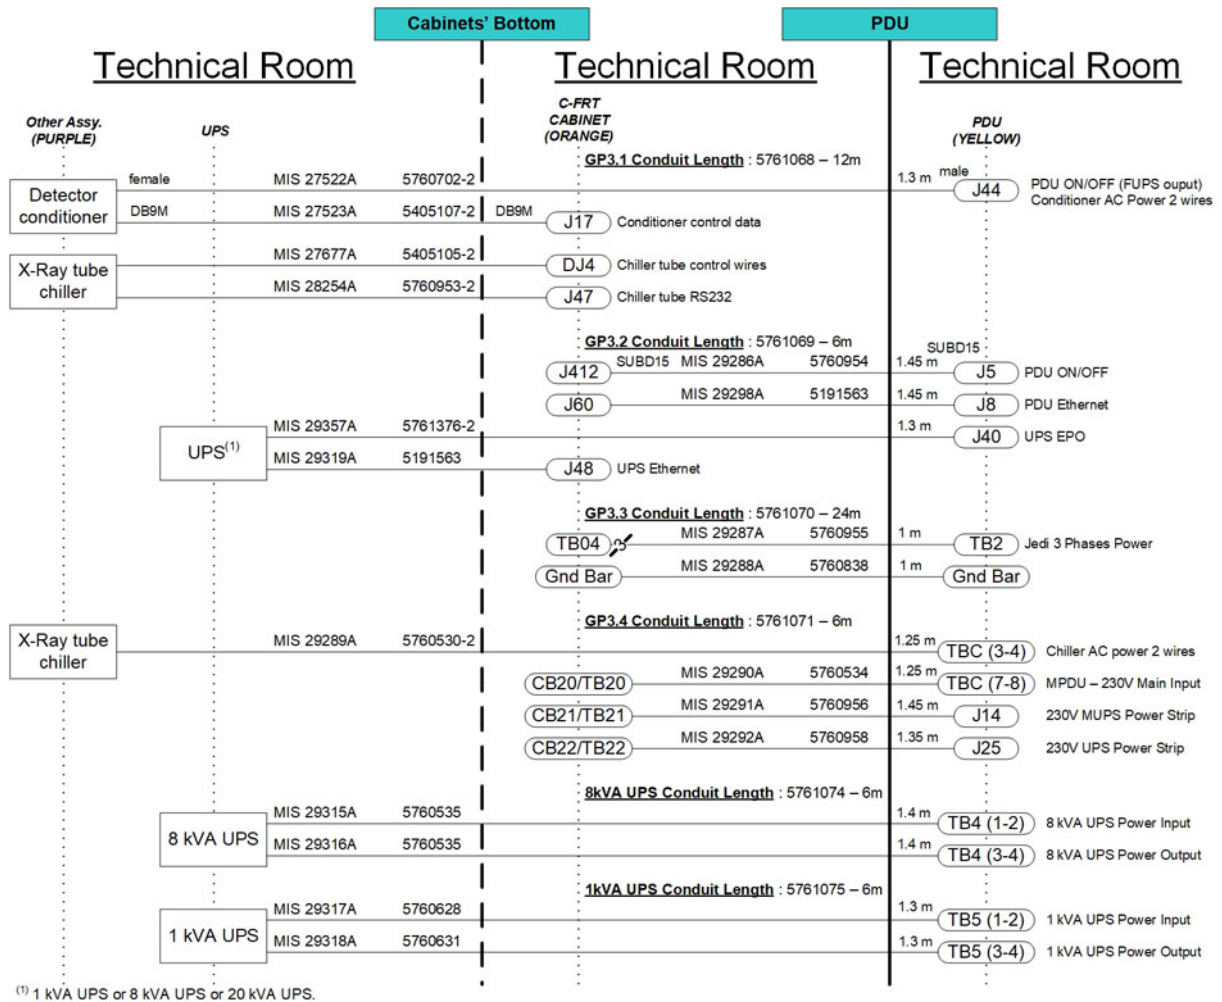 Cabinets' Bottom
PDU
Technical Room
Technical Room
Technical Room
Other Assy.
(PURPLE)
UPS
C-FRT
CABINET
(ORANGE)
PDU
(YELLOW)
GP3.1 Conduit Length : 5761068 – 12m
Detector
conditioner
female
MIS 27522A
5760702-2
1.3 m
male
J44
PDU ON/OFF (FUPS ouput)
Conditioner AC Power 2 wires
DB9M
MIS 27523A
5405107-2
DB9M
J17
Conditioner control data
X-Ray tube
chiller
MIS 27677A
5405105-2
DJ4
Chiller tube control wires
MIS 28254A
5760953-2
J47
Chiller tube RS232
GP3.2 Conduit Length : 5761069 – 6m
J412
SUBD15
MIS 29286A
5760954
1.45 m
SUBD15
J5
PDU ON/OFF
J60
MIS 29298A
5191563
1.45 m
J8
PDU Ethernet
UPS(1)
MIS 29357A
5761376-2
1.3 m
J40
UPS EPO
MIS 29319A
5191563
J48
UPS Ethernet
GP3.3 Conduit Length : 5761070 – 24m
TB04
MIS 29287A
5760955
1 m
TB2
Jedi 3 Phases Power
Gnd Bar
MIS 29288A
5760838
1 m
Gnd Bar
GP3.4 Conduit Length : 5761071 – 6m
X-Ray tube
chiller
MIS 29289A
5760530-2
1.25 m
TBC (3-4)
Chiller AC power 2 wires
CB20/TB20
MIS 29290A
5760534
1.25 m
TBC (7-8)
MPDU – 230V Main Input
CB21/TB21
MIS 29291A
5760956
1.45 m
J14
230V MUPS Power Strip
CB22/TB22
MIS 29292A
5760958
1.35 m
J25
230V UPS Power Strip
8kVA UPS Conduit Length : 5761074 – 6m
8 kVA UPS
MIS 29315A
5760535
1.4 m
TB4 (1-2)
8 kVA UPS Power Input
MIS 29316A
5760535
1.4 m
TB4 (3-4)
8 kVA UPS Power Output
1kVA UPS Conduit Length : 5761075 – 6m
1 kVA UPS
MIS 29317A
5760628
1.3 m
TB5 (1-2)
1 kVA UPS Power Input
MIS 29318A
5760631
1.3 m
TB5 (3-4)
1 kVA UPS Power Output
(1) 1 kVA UPS or 8 kVA UPS or 20 kVA UPS.